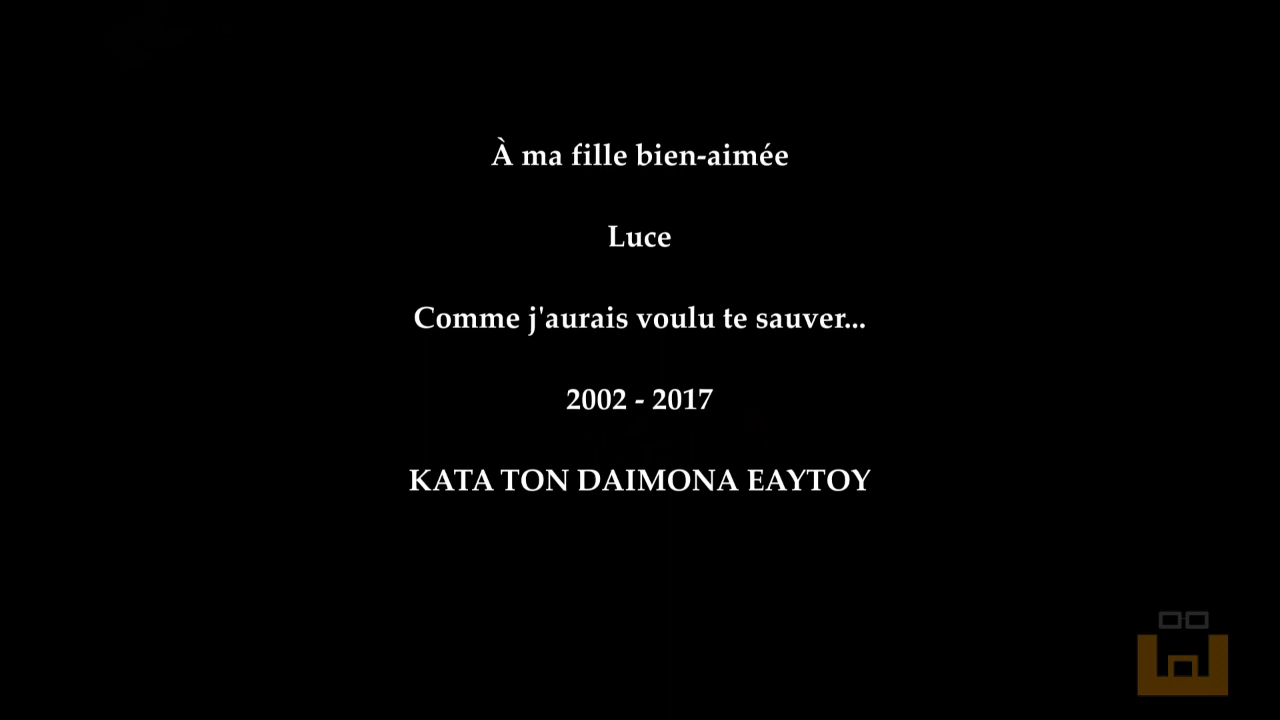 À ma fille bien-aimée
Luce
Comme j'aurais voulu te sauver...
2002 - 2017
KATA TON DAIMONA EAYTOY